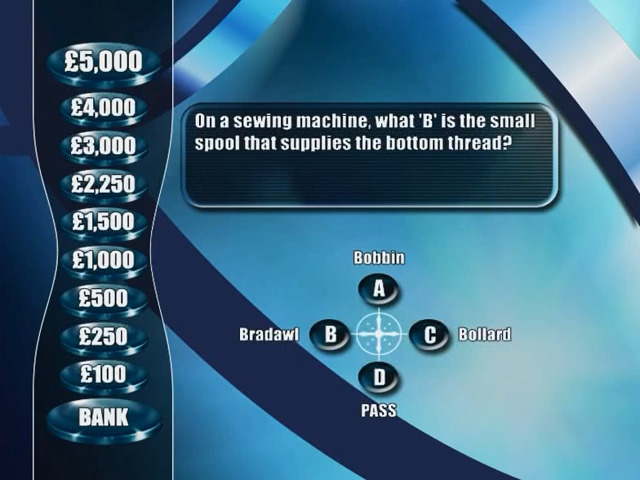 £5,000
£4,000
£3,000
£2,250
£1,500
£1,000
£500
£250
£100
BANK
On a sewing machine, what 'B' is the small
spool that supplies the bottom thread?
Bobbin
A
Bradawl B C Bollard
D
PASS